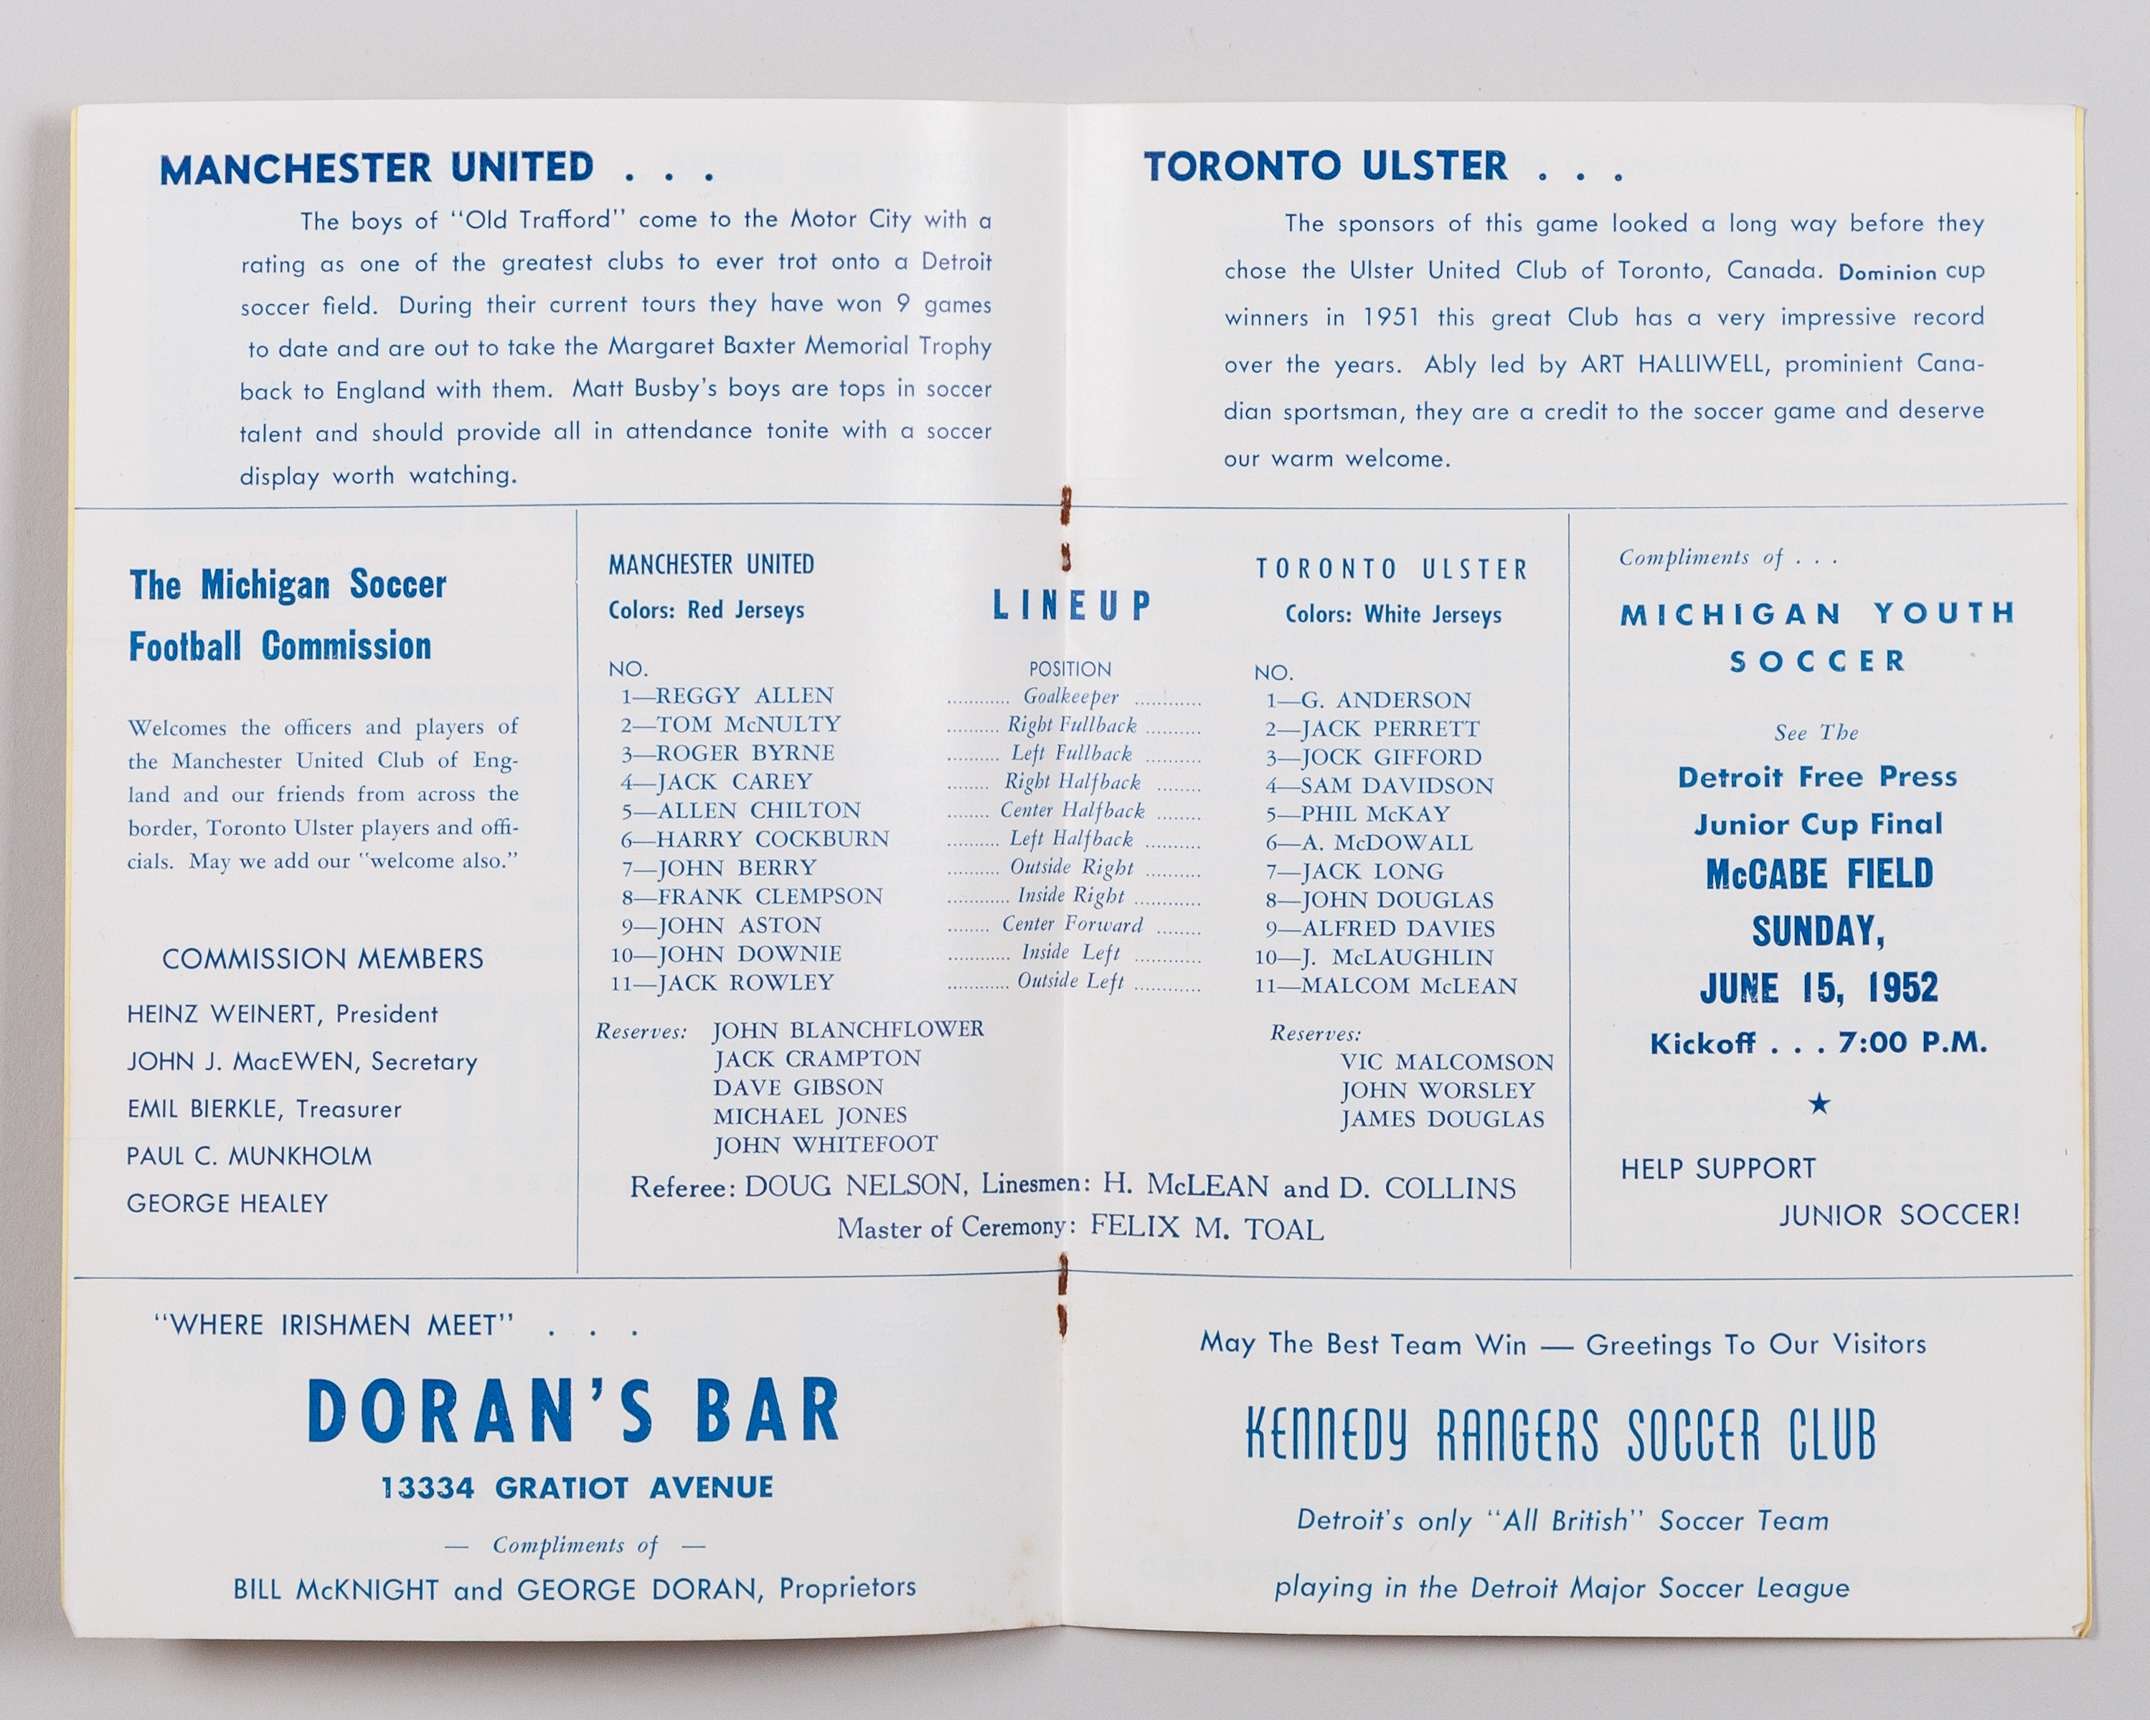 MANCHESTER UNITED . . .
The boys of "Old Trafford" come to the Motor City with a
rating as one of the greatest clubs to ever trot onto a Detroit
soccer field. During their current tours they have won 9 games
to date and are out to take the Margaret Baxter Memorial Trophy
back to England with them. Matt Busby's boys are tops in soccer
talent and should provide all in attendance tonite with a soccer
display worth watching.
TORONTO ULSTER . . .
The sponsors of this game looked a long way before they
chose the Ulster United Club of Toronto, Canada. Dominion cup
winners in 1951 this great Club has a very impressive record
over the years. Ably led by ART HALLIWELL, prominient Cana-
dian sportsman, they are a credit to the soccer game and deserve
our warm welcome.
The Michigan Soccer
Football Commission
Welcomes the officers and players of
the Manchester United Club of Eng-
land and our friends from across the
border, Toronto Ulster players and offi-
cials. May we add our "welcome also."
COMMISSION MEMBERS
HEINZ WEINERT, President
JOHN J. MacEWEN, Secretary
EMIL BIERKLE, Treasurer
PAUL C. MUNKHOLM
GEORGE HEALEY
MANCHESTER UNITED LINEUP TORONTO ULSTER
Colors: Red Jerseys Colors: White Jerseys
NO. POSITION NO.
1—REGGY ALLEN ........... Goalkeeper ............ 1—G. ANDERSON
2—TOM McNULTY .......... Right Fullback .......... 2—JACK PERRETT
3—ROGER BYRNE .......... Left Fullback .......... 3—JOCK GIFFORD
4—JACK CAREY ........ Right Halfback ........ 4—SAM DAVIDSON
5—ALLEN CHILTON ........ Center Halfback ........ 5—PHIL McKAY
6—HARRY COCKBURN .......... Left Halfback .......... 6—A. McDOWALL
7—JOHN BERRY .......... Outside Right .......... 7—JACK LONG
8—FRANK CLEMPSON ............ Inside Right ............ 8—JOHN DOUGLAS
9—JOHN ASTON ........ Center Forward ........ 9—ALFRED DAVIES
10—JOHN DOWNIE ............ Inside Left ............ 10—J. McLAUGHLIN
11—JACK ROWLEY ............ Outside Left ............ 11—MALCOM McLEAN
Reserves: JOHN BLANCHFLOWER
JACK CRAMPTON
DAVE GIBSON
MICHAEL JONES
JOHN WHITEFOOT
Reserves:
VIC MALCOMSON
JOHN WORSLEY
JAMES DOUGLAS
Referee: DOUG NELSON, Linesmen: H. McLEAN and D. COLLINS
Master of Ceremony: FELIX M. TOAL
Compliments of . . .
MICHIGAN YOUTH
SOCCER
See The
Detroit Free Press
Junior Cup Final
McCABE FIELD
SUNDAY,
JUNE 15, 1952
Kickoff . . . 7:00 P.M.
★
HELP SUPPORT
JUNIOR SOCCER!
"WHERE IRISHMEN MEET" . . .
DORAN'S BAR
13334 GRATIOT AVENUE
— Compliments of —
BILL McKNIGHT and GEORGE DORAN, Proprietors
May The Best Team Win — Greetings To Our Visitors
KENNEDY RANGERS SOCCER CLUB
Detroit's only "All British" Soccer Team
playing in the Detroit Major Soccer League